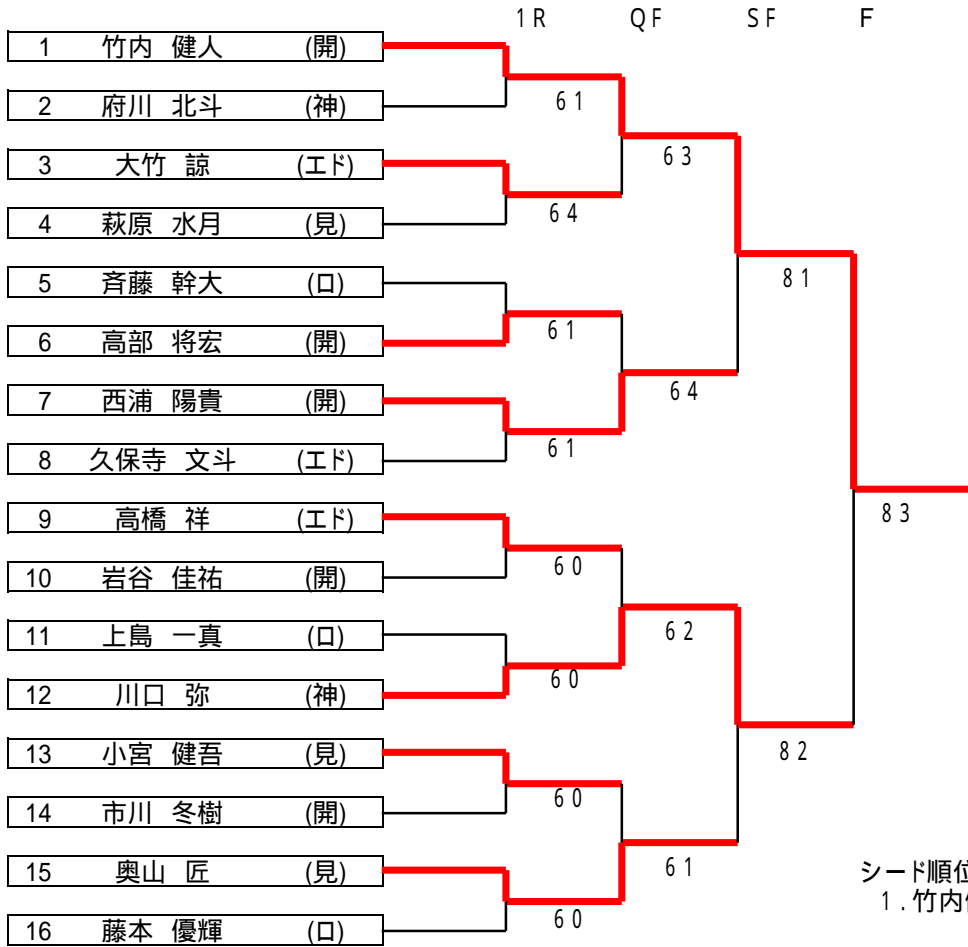 1R QF SF F
1 竹内 健人 (開)
61
2 府川 北斗 (神)
63
3 大竹 諒 (エド)
64
4 萩原 水月 (見)
81
5 斉藤 幹大 (ロ)
61
6 高部 将宏 (開)
64
7 西浦 陽貴 (開)
61
8 久保寺 文斗 (エド)
83
9 高橋 祥 (エド)
60
10 岩谷 佳祐 (開)
62
11 上島 一真 (ロ)
60
12 川口 弥 (神)
82
13 小宮 健吾 (見)
60
14 市川 冬樹 (開)
61
15 奥山 匠 (見)
60
16 藤本 優輝 (ロ)
シード順位
1.竹内